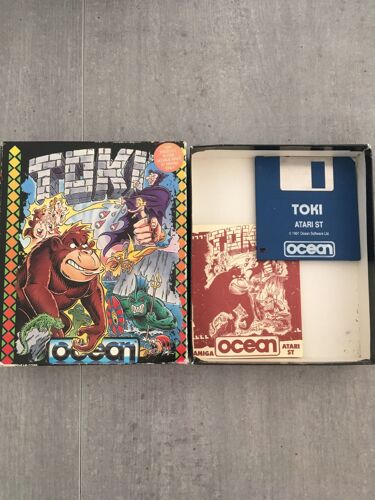 TOKI
ocean
TOKI
ATARI ST
© 1991 Ocean Software Ltd
ocean
TOKI
AMIGA
ocean
ATARI
ST